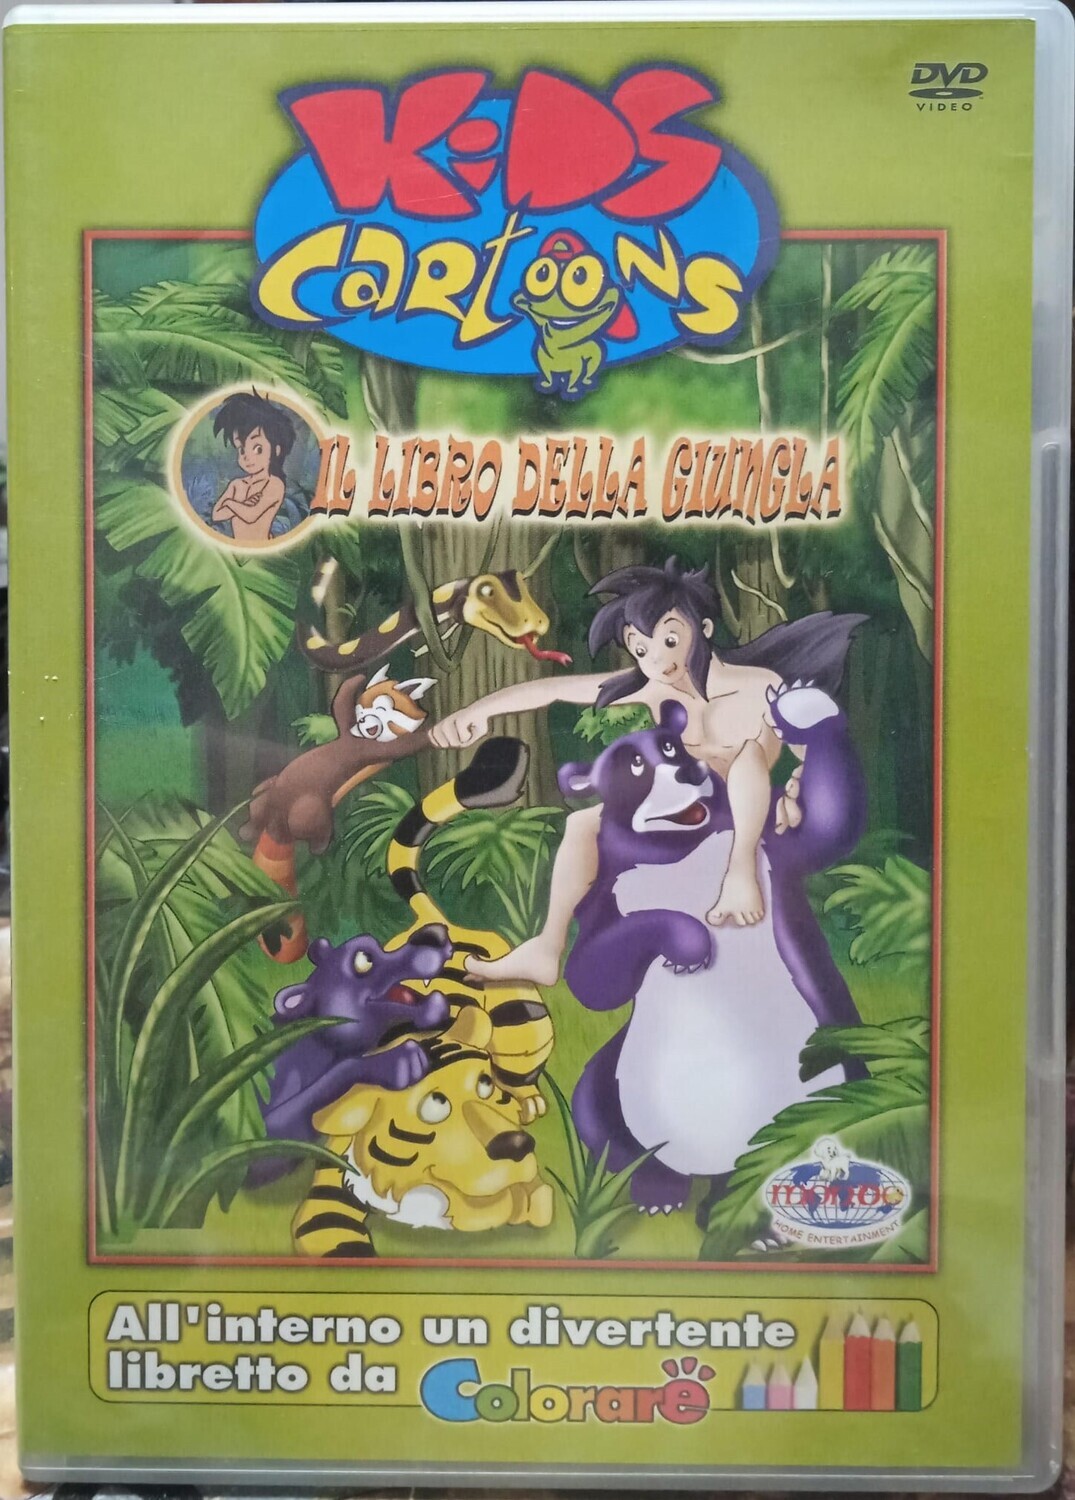 DVD
VIDEO
KiDS
CaRtOONS
IL LIBRO DELLA GIUNGLA
mondo
HOME ENTERTAINMENT
All'interno un divertente
libretto da Colorare